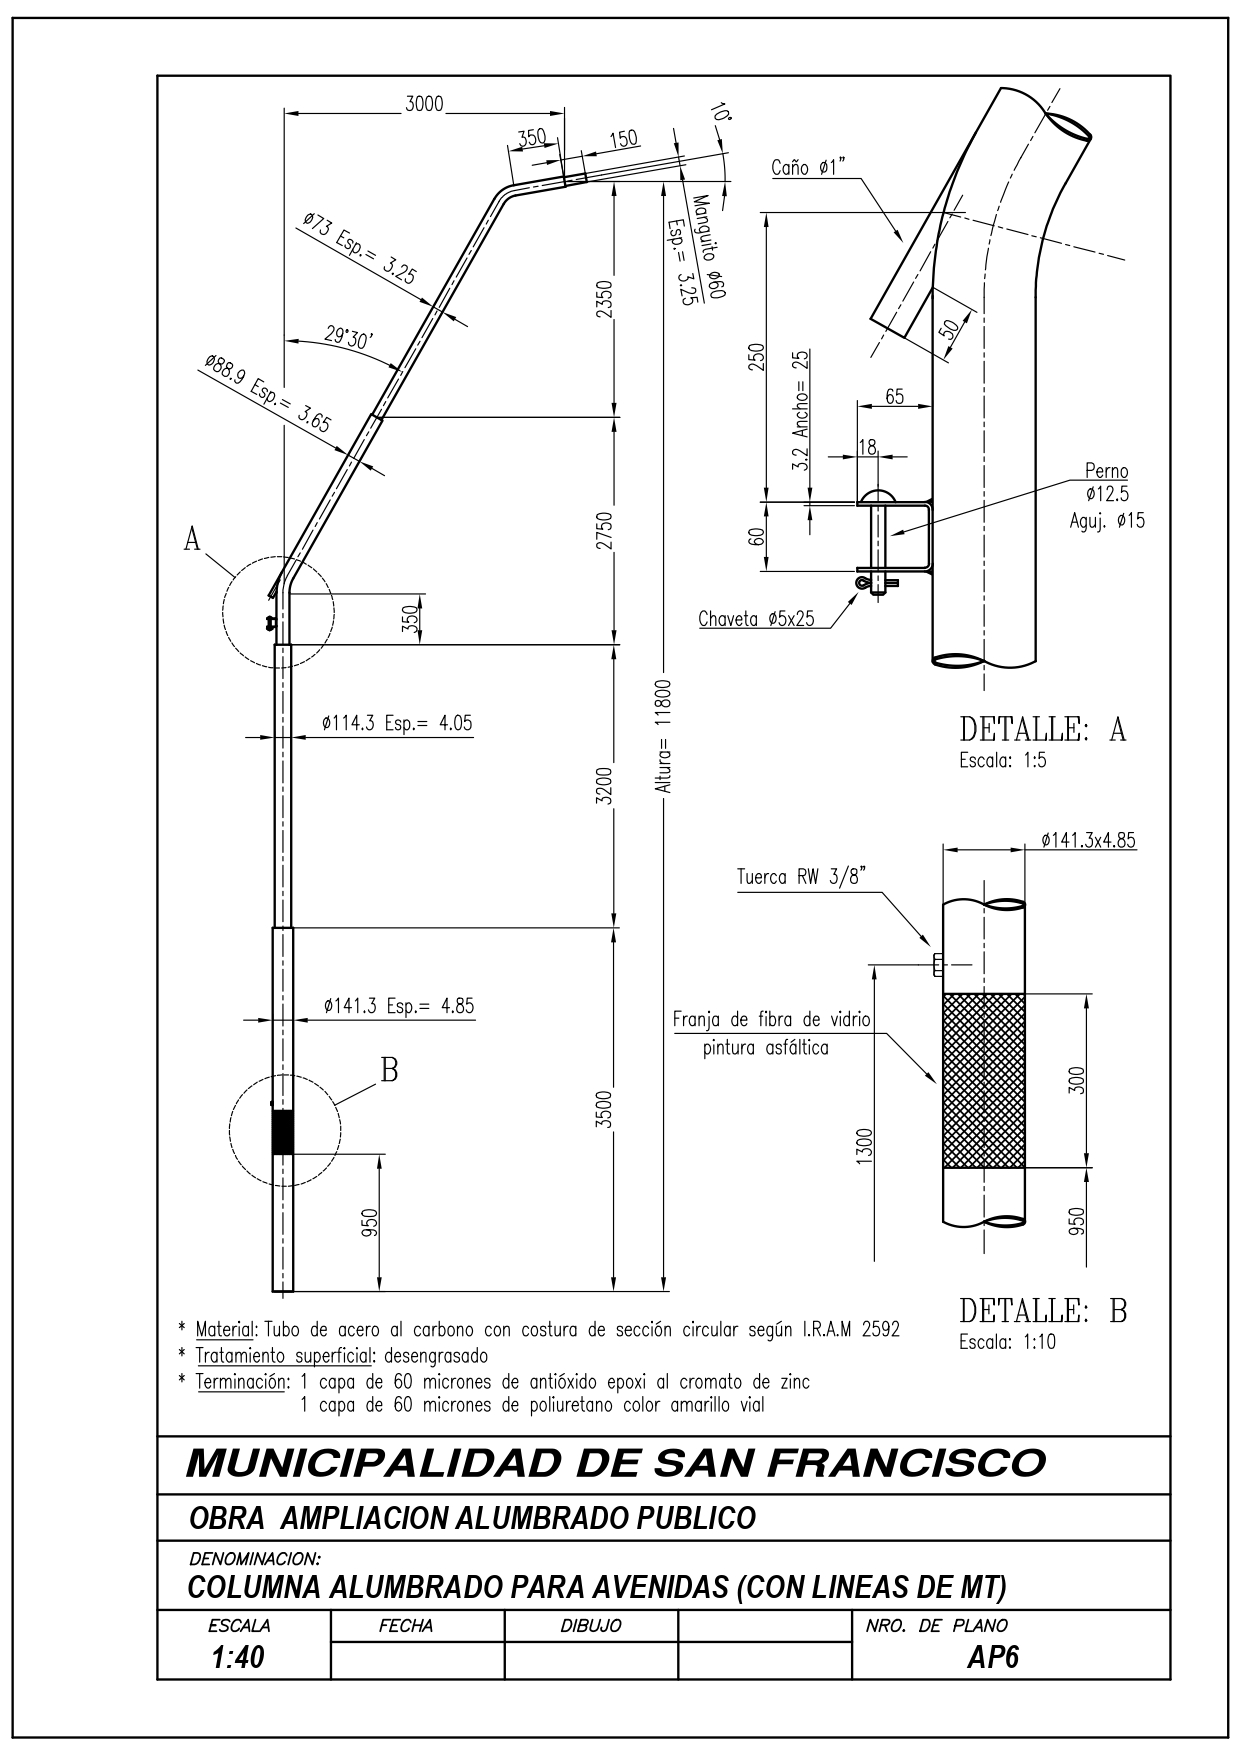 3000
350
150
10°
Manguito ø60
Esp.= 3.25
ø73 Esp.= 3.25
29°30'
ø88.9 Esp.= 3.65
2350
2750
A
350
Altura= 11800
ø114.3 Esp.= 4.05
3200
ø141.3 Esp.= 4.85
B
3500
950
Caño ø1"
50
250
3.2 Ancho= 25
65
18
60
Perno
ø12.5
Aguj. ø15
Chaveta ø5x25
DETALLE: A
Escala: 1:5
ø141.3x4.85
Tuerca RW 3/8"
Franja de fibra de vidrio
pintura asfáltica
1300
300
950
DETALLE: B
Escala: 1:10
* Material: Tubo de acero al carbono con costura de sección circular según I.R.A.M 2592
* Tratamiento superficial: desengrasado
* Terminación: 1 capa de 60 micrones de antióxido epoxi al cromato de zinc
1 capa de 60 micrones de poliuretano color amarillo vial
MUNICIPALIDAD DE SAN FRANCISCO
OBRA AMPLIACION ALUMBRADO PUBLICO
DENOMINACION:
COLUMNA ALUMBRADO PARA AVENIDAS (CON LINEAS DE MT)
ESCALA FECHA DIBUJO NRO. DE PLANO
1:40 AP6